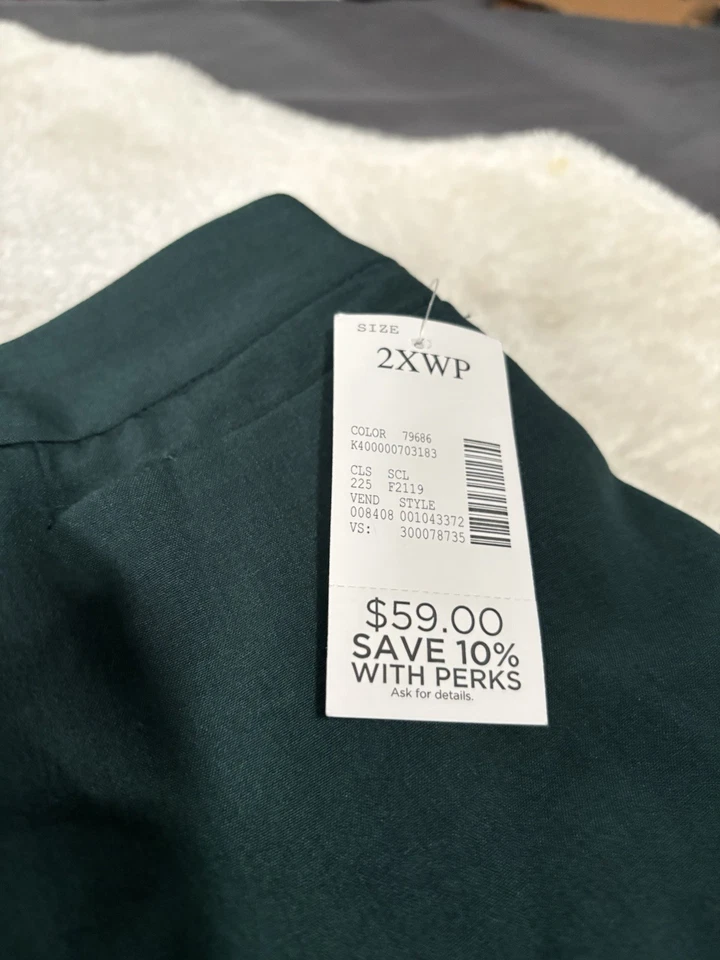 SIZE
2XWP
COLOR 79686
K400000703183
CLS SCL
225 F2119
VEND STYLE
008408 001043372
VS: 300078735
$59.00
SAVE 10%
WITH PERKS
Ask for details.